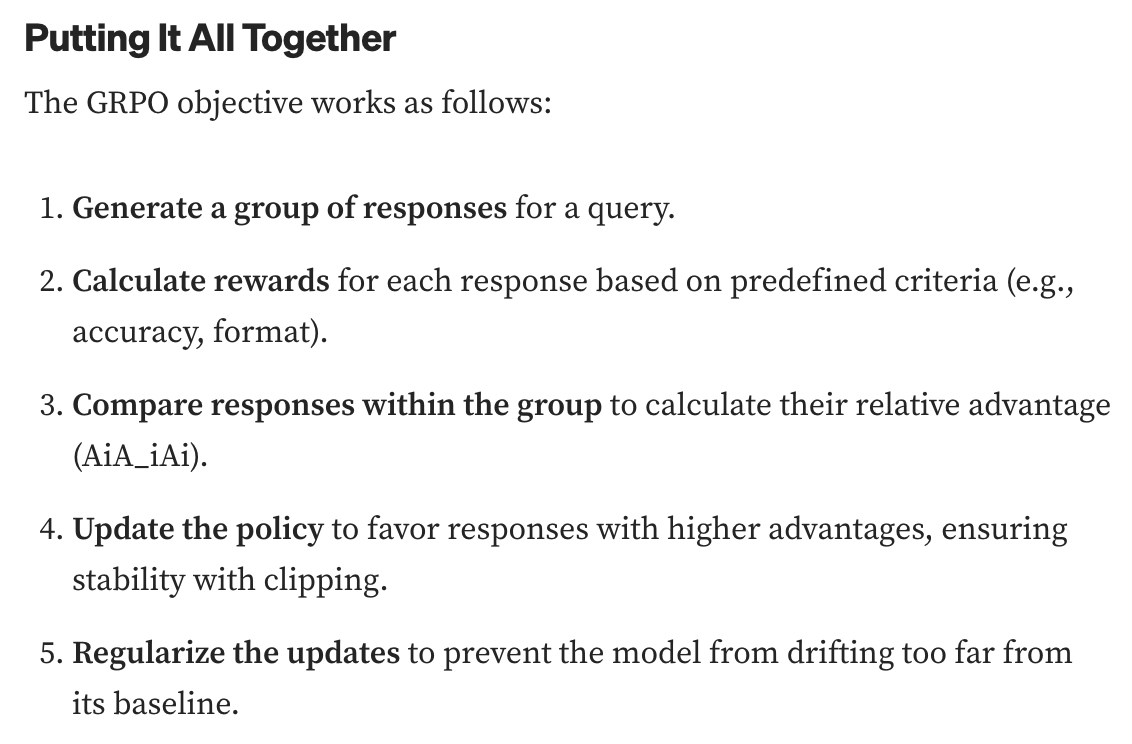 Putting It All Together
The GRPO objective works as follows:
1. Generate a group of responses for a query.
2. Calculate rewards for each response based on predefined criteria (e.g.,
accuracy, format).
3. Compare responses within the group to calculate their relative advantage
(AiA_iAi).
4. Update the policy to favor responses with higher advantages, ensuring
stability with clipping.
5. Regularize the updates to prevent the model from drifting too far from
its baseline.